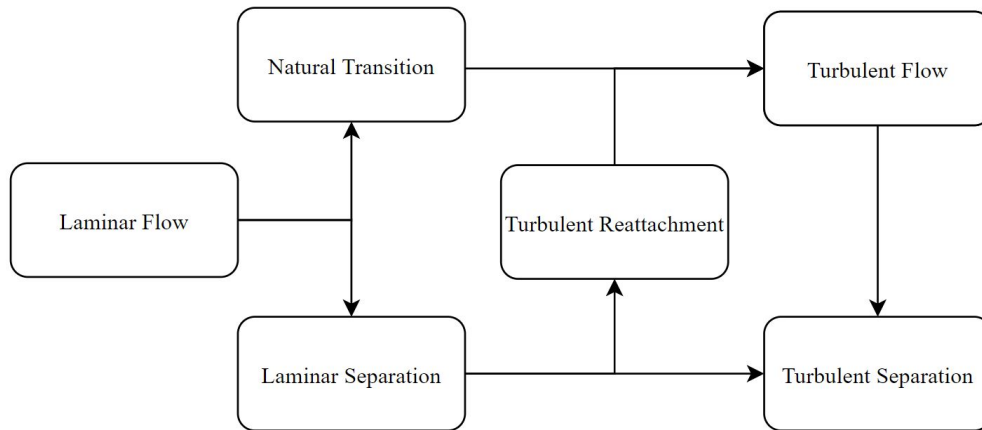 Natural Transition
Turbulent Flow
Laminar Flow
Turbulent Reattachment
Laminar Separation
Turbulent Separation